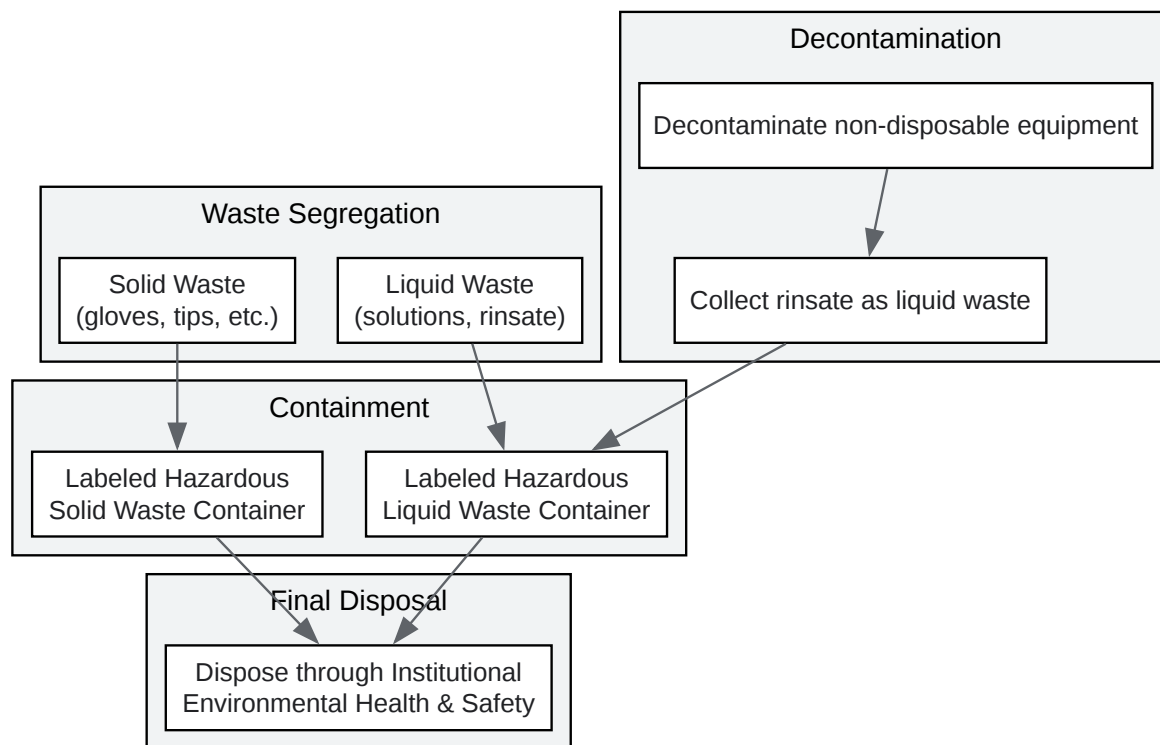 Decontamination
Decontaminate non-disposable equipment
Waste Segregation
Solid Waste
(gloves, tips, etc.)
Liquid Waste
(solutions, rinsate)
Collect rinsate as liquid waste
Containment
Labeled Hazardous
Solid Waste Container
Labeled Hazardous
Liquid Waste Container
Final Disposal
Dispose through Institutional
Environmental Health & Safety